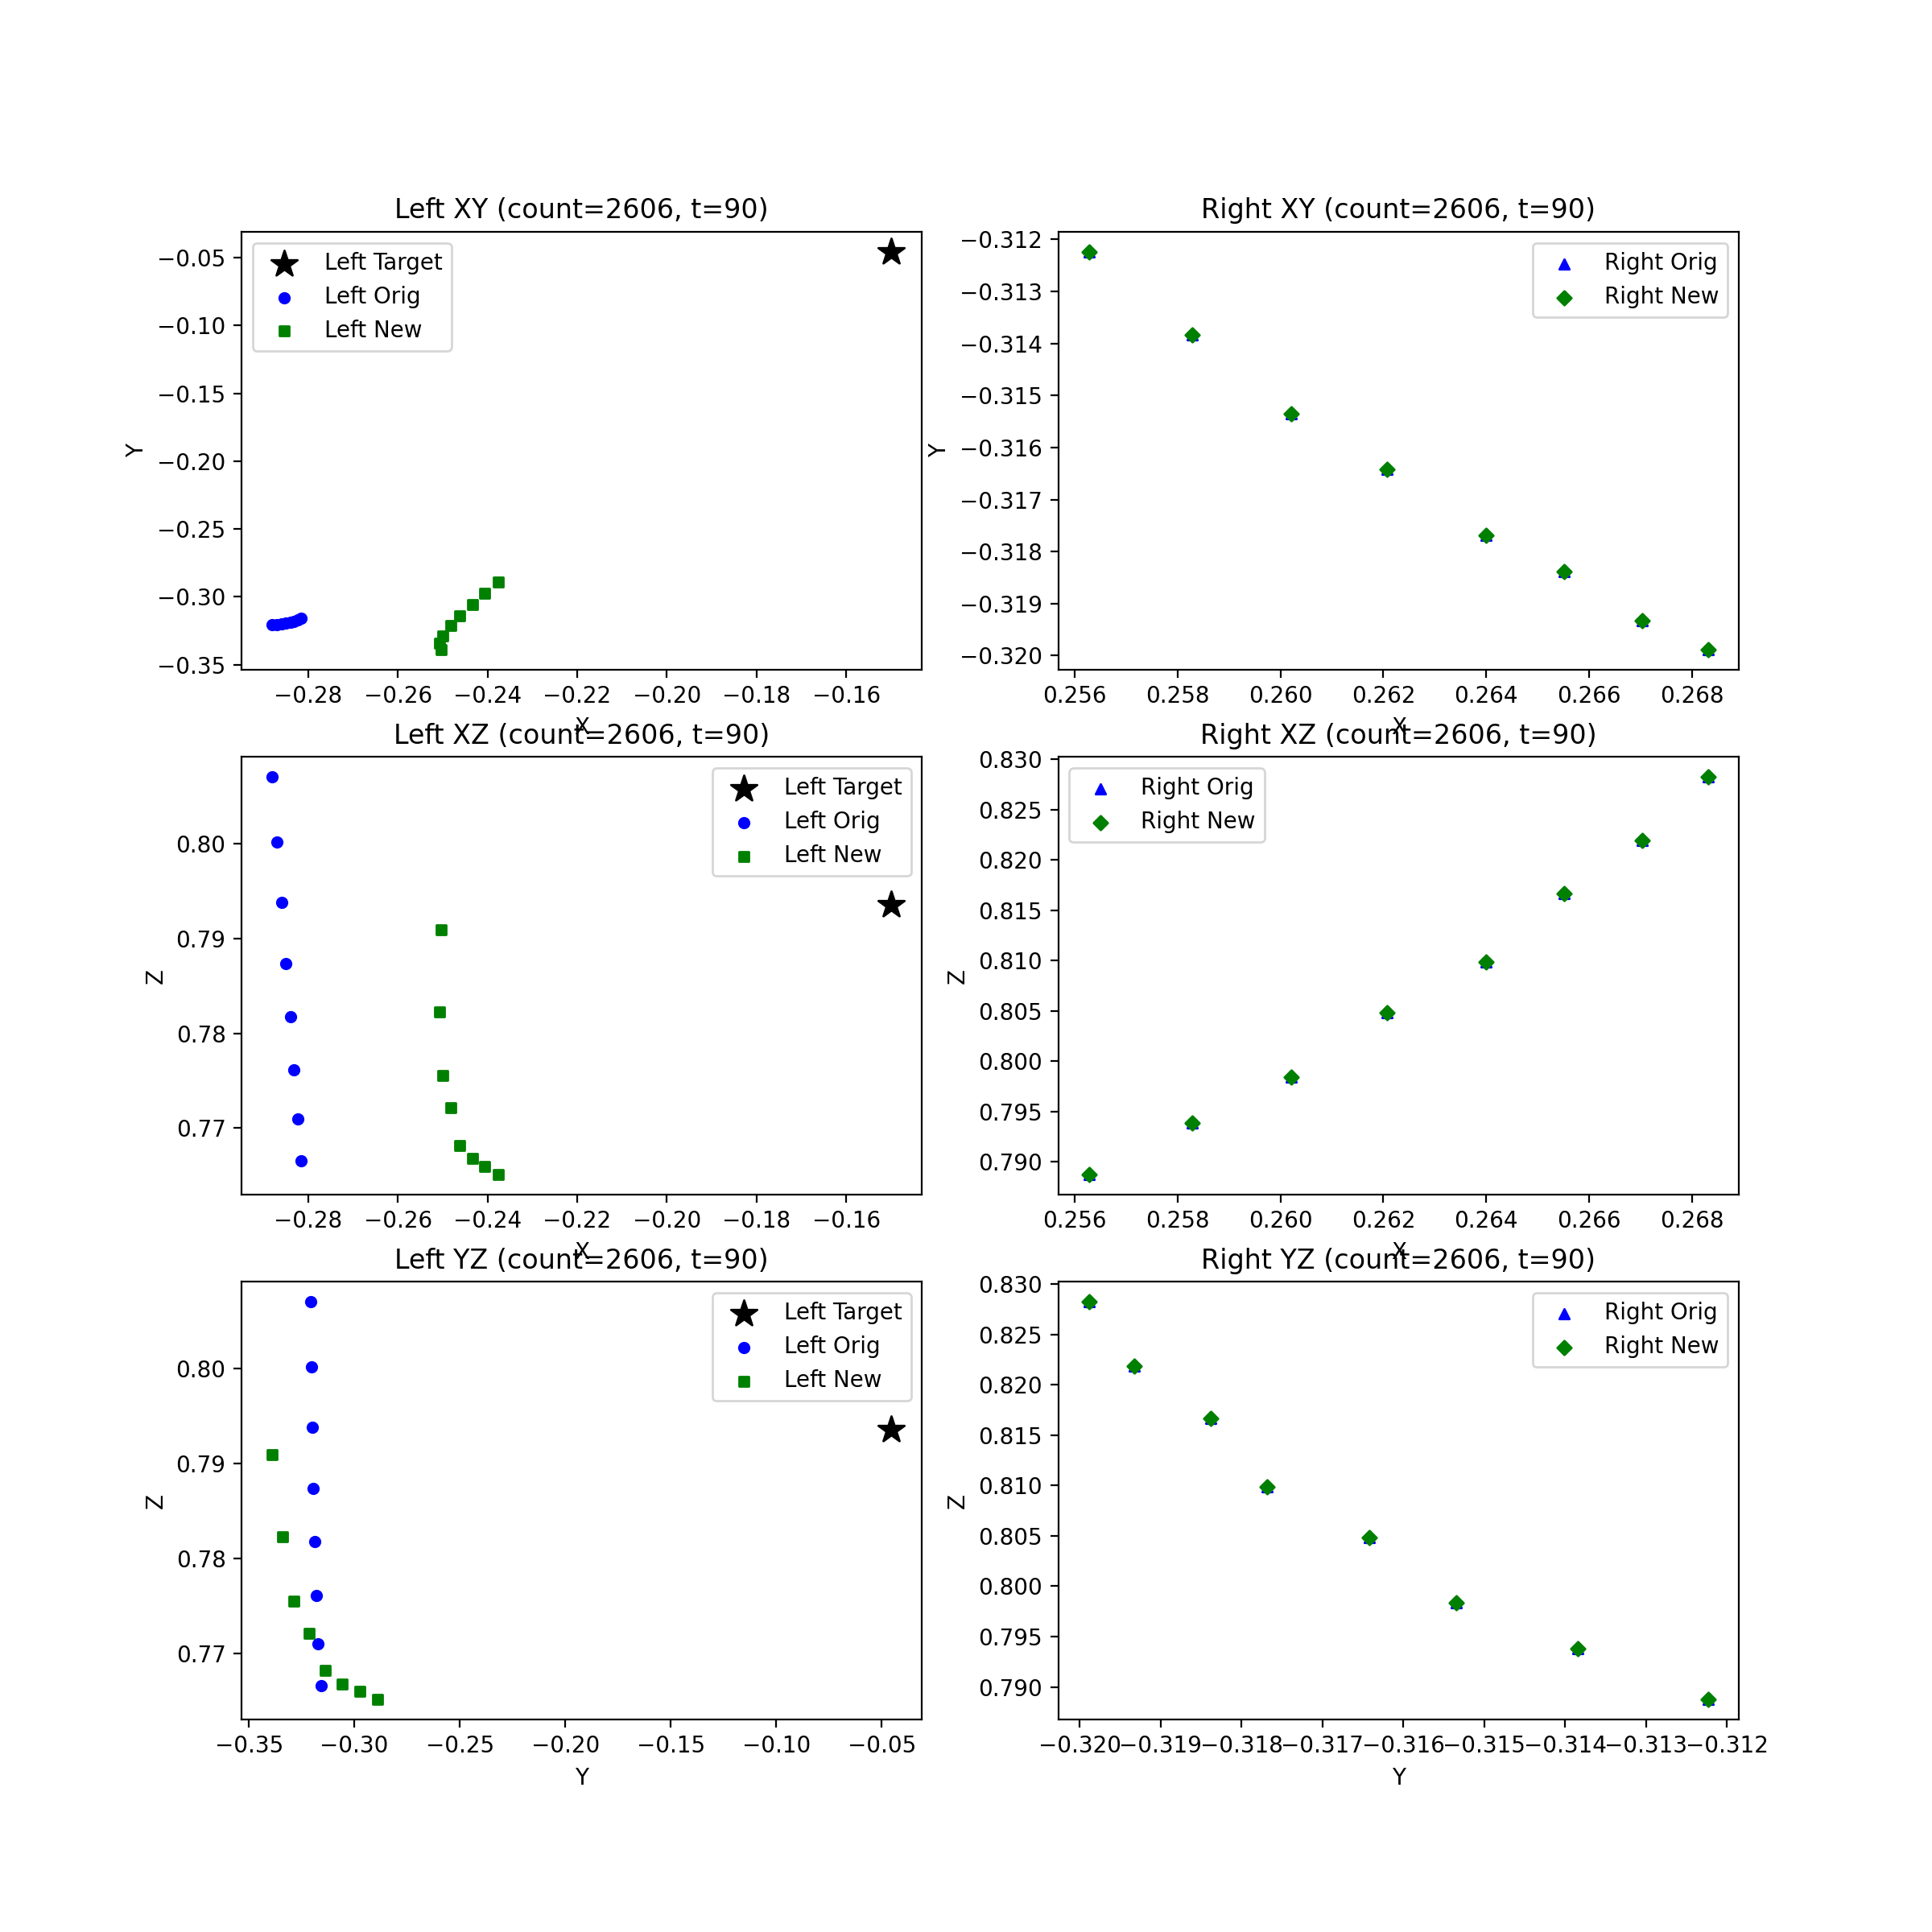 Left XY (count=2606, t=90)
Left Target
Left Orig
Left New
−0.05
−0.10
−0.15
−0.20
−0.25
−0.30
−0.35
Y
−0.28 −0.26 −0.24 −0.22 −0.20 −0.18 −0.16
X
Right XY (count=2606, t=90)
Right Orig
Right New
−0.312
−0.313
−0.314
−0.315
−0.316
−0.317
−0.318
−0.319
−0.320
Y
0.256 0.258 0.260 0.262 0.264 0.266 0.268
X
Left XZ (count=2606, t=90)
Left Target
Left Orig
Left New
0.80
0.79
0.78
0.77
Z
−0.28 −0.26 −0.24 −0.22 −0.20 −0.18 −0.16
X
Right XZ (count=2606, t=90)
Right Orig
Right New
0.830
0.825
0.820
0.815
0.810
0.805
0.800
0.795
0.790
Z
0.256 0.258 0.260 0.262 0.264 0.266 0.268
X
Left YZ (count=2606, t=90)
Left Target
Left Orig
Left New
0.80
0.79
0.78
0.77
Z
−0.35 −0.30 −0.25 −0.20 −0.15 −0.10 −0.05
Y
Right YZ (count=2606, t=90)
Right Orig
Right New
0.830
0.825
0.820
0.815
0.810
0.805
0.800
0.795
0.790
Z
−0.320 −0.319 −0.318 −0.317 −0.316 −0.315 −0.314 −0.313 −0.312
Y